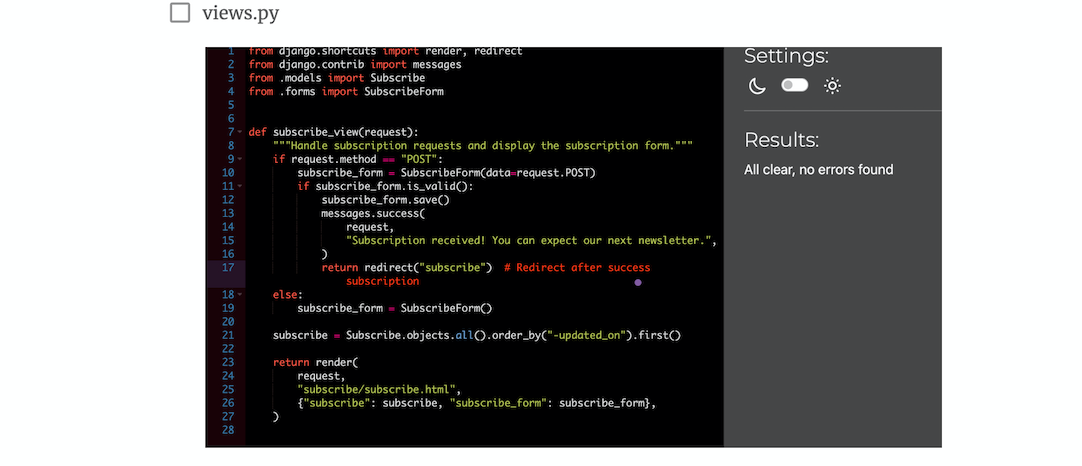 views.py
1 from django.shortcuts import render, redirect
2 from django.contrib import messages
3 from .models import Subscribe
4 from .forms import SubscribeForm
5
6
7 def subscribe_view(request):
8     """Handle subscription requests and display the subscription form."""
9     if request.method == "POST":
10         subscribe_form = SubscribeForm(data=request.POST)
11         if subscribe_form.is_valid():
12             subscribe_form.save()
13             messages.success(
14                 request,
15                 "Subscription received! You can expect our next newsletter.",
16             )
17             return redirect("subscribe")  # Redirect after success
                subscription
18     else:
19         subscribe_form = SubscribeForm()
20
21     subscribe = Subscribe.objects.all().order_by("-updated_on").first()
22
23     return render(
24         request,
25         "subscribe/subscribe.html",
26         {"subscribe": subscribe, "subscribe_form": subscribe_form},
27     )
28
Settings:
Results:
All clear, no errors found